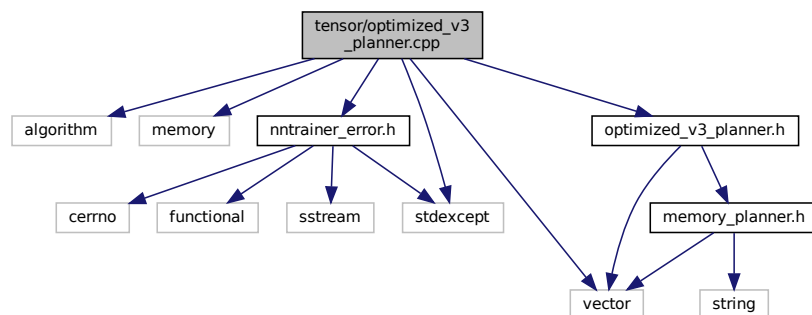 tensor/optimized_v3
_planner.cpp
algorithm
memory
nntrainer_error.h
optimized_v3_planner.h
cerrno
functional
sstream
stdexcept
memory_planner.h
vector
string